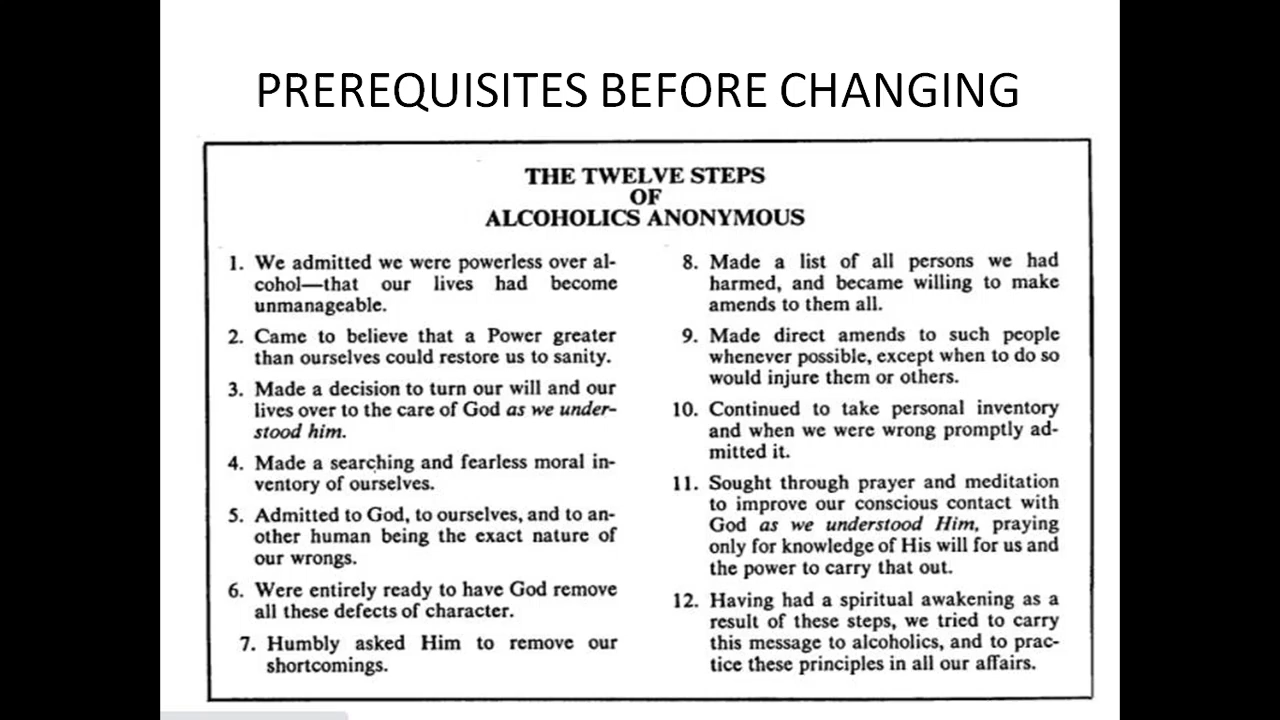 PREREQUISITES BEFORE CHANGING
THE TWELVE STEPS
OF
ALCOHOLICS ANONYMOUS
1. We admitted we were powerless over al-
cohol—that our lives had become
unmanageable.
2. Came to believe that a Power greater
than ourselves could restore us to sanity.
3. Made a decision to turn our will and our
lives over to the care of God as we under-
stood him.
4. Made a searching and fearless moral in-
ventory of ourselves.
5. Admitted to God, to ourselves, and to an-
other human being the exact nature of
our wrongs.
6. Were entirely ready to have God remove
all these defects of character.
7. Humbly asked Him to remove our
shortcomings.
8. Made a list of all persons we had
harmed, and became willing to make
amends to them all.
9. Made direct amends to such people
whenever possible, except when to do so
would injure them or others.
10. Continued to take personal inventory
and when we were wrong promptly ad-
mitted it.
11. Sought through prayer and meditation
to improve our conscious contact with
God as we understood Him, praying
only for knowledge of His will for us and
the power to carry that out.
12. Having had a spiritual awakening as a
result of these steps, we tried to carry
this message to alcoholics, and to prac-
tice these principles in all our affairs.